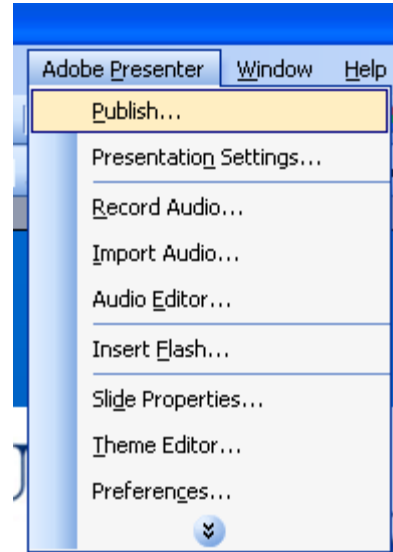 Adobe Presenter Window Help
Publish...
Presentation Settings...
Record Audio...
Import Audio...
Audio Editor...
Insert Flash...
Slide Properties...
Theme Editor...
Preferences...
U